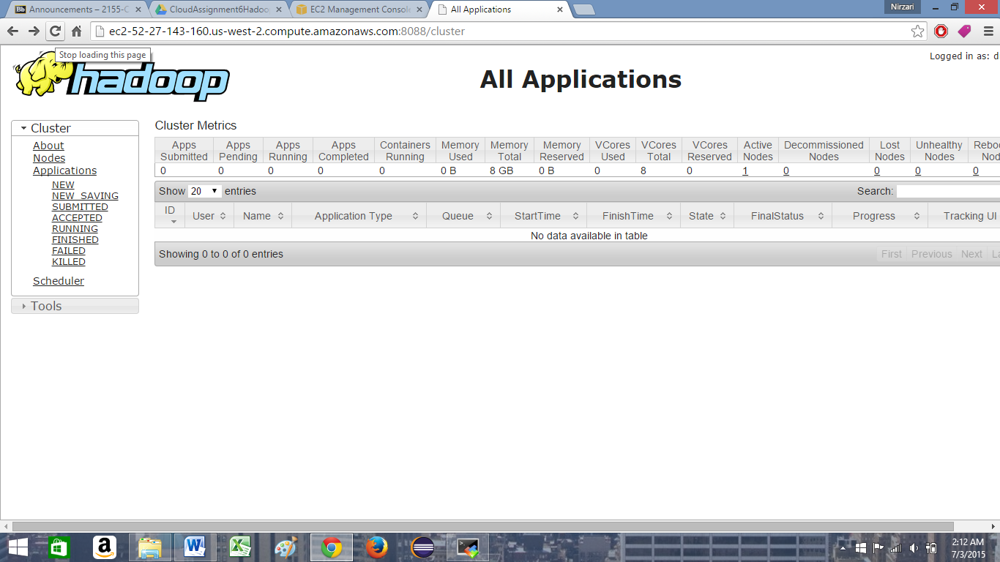 Bb Announcements – 2155-C
CloudAssignment6Hadoop
EC2 Management Console
All Applications
Nirzari
ec2-52-27-143-160.us-west-2.compute.amazonaws.com:8088/cluster
Stop loading this page
Logged in as: d
hadoop
All Applications
Cluster
About
Nodes
Applications
NEW
NEW_SAVING
SUBMITTED
ACCEPTED
RUNNING
FINISHED
FAILED
KILLED
Scheduler
Tools
Cluster Metrics
Apps Submitted Apps Pending Apps Running Apps Completed Containers Running Memory Used Memory Total Memory Reserved VCores Used VCores Total VCores Reserved Active Nodes Decommissioned Nodes Lost Nodes Unhealthy Nodes Reboo Noc
0 0 0 0 0 0 B 8 GB 0 B 0 8 0 1 0 0 0 0
Show 20 entries Search:
ID User Name Application Type Queue StartTime FinishTime State FinalStatus Progress Tracking UI
No data available in table
Showing 0 to 0 of 0 entries First Previous Next La
2:12 AM
7/3/2015